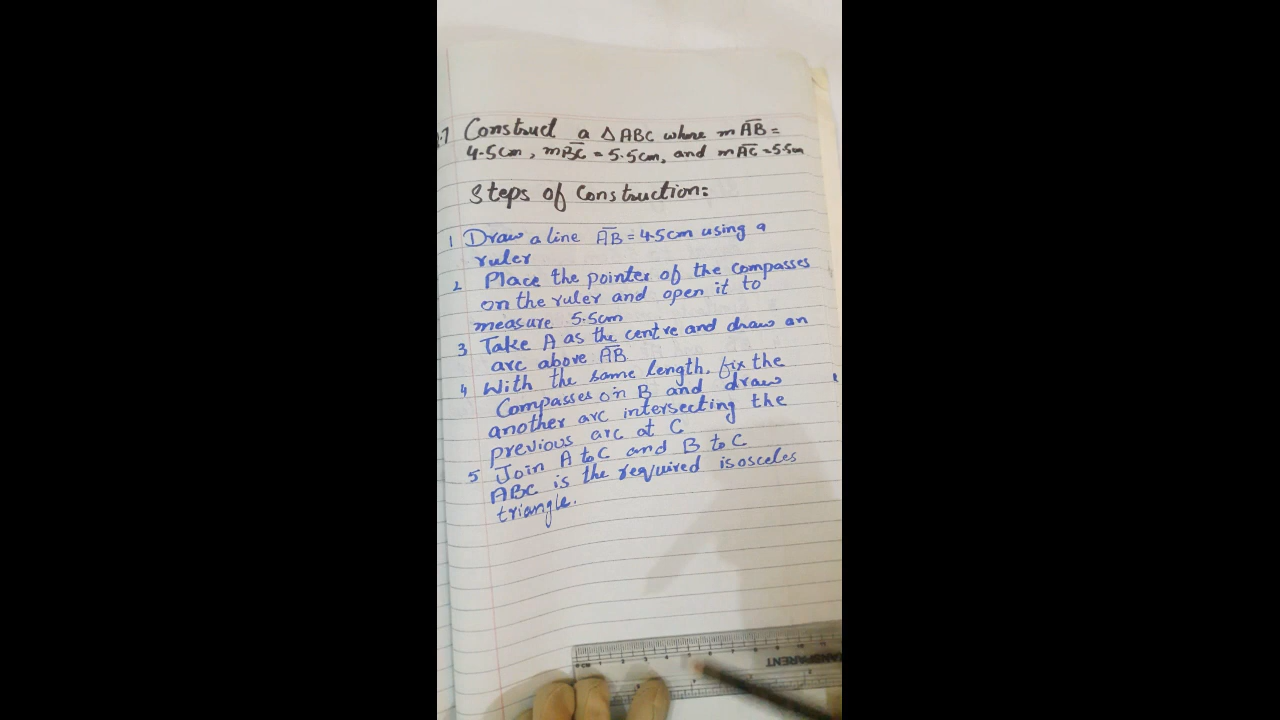 Q.7 Construct a △ABC where mAB̅ =
4.5cm, mBC̅ = 5.5cm, and mAC̅ = 5.5cm
Steps of Construction:
1 Draw a line AB̅ = 4.5cm using a
ruler
2 Place the pointer of the compasses
on the ruler and open it to
measure 5.5cm
3 Take A as the centre and draw an
arc above AB̅
4 With the same length, fix the
Compasses on B and draw
another arc intersecting the
previous arc at C
5 Join A to C and B to C
ABC is the required isosceles
triangle.
TRANSPARENT